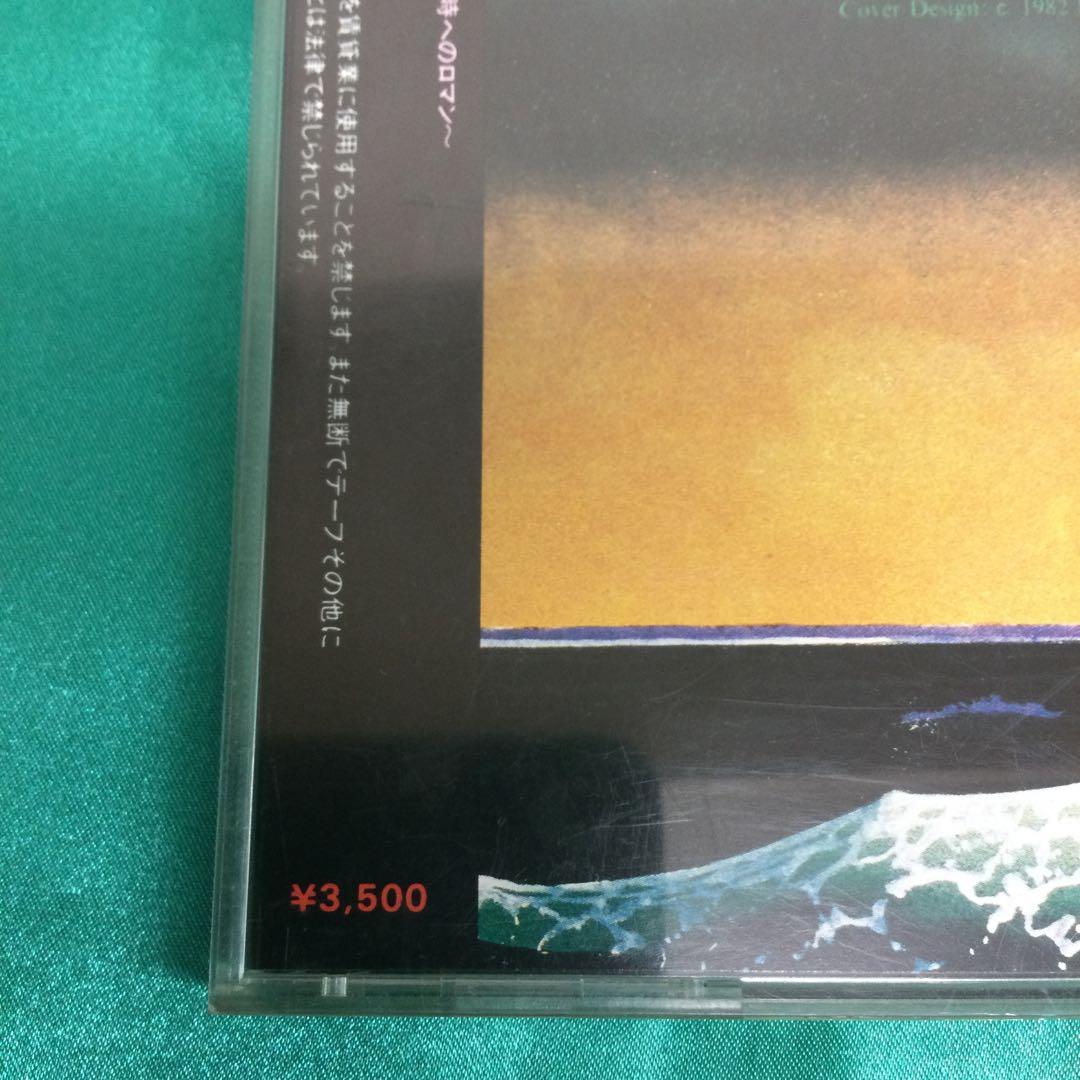 Cover Design: c. 1982
時へのロマン〜
を賃貸業に使用することを禁じます。また無断でテープその他に
とは法律で禁じられています。
¥3,500